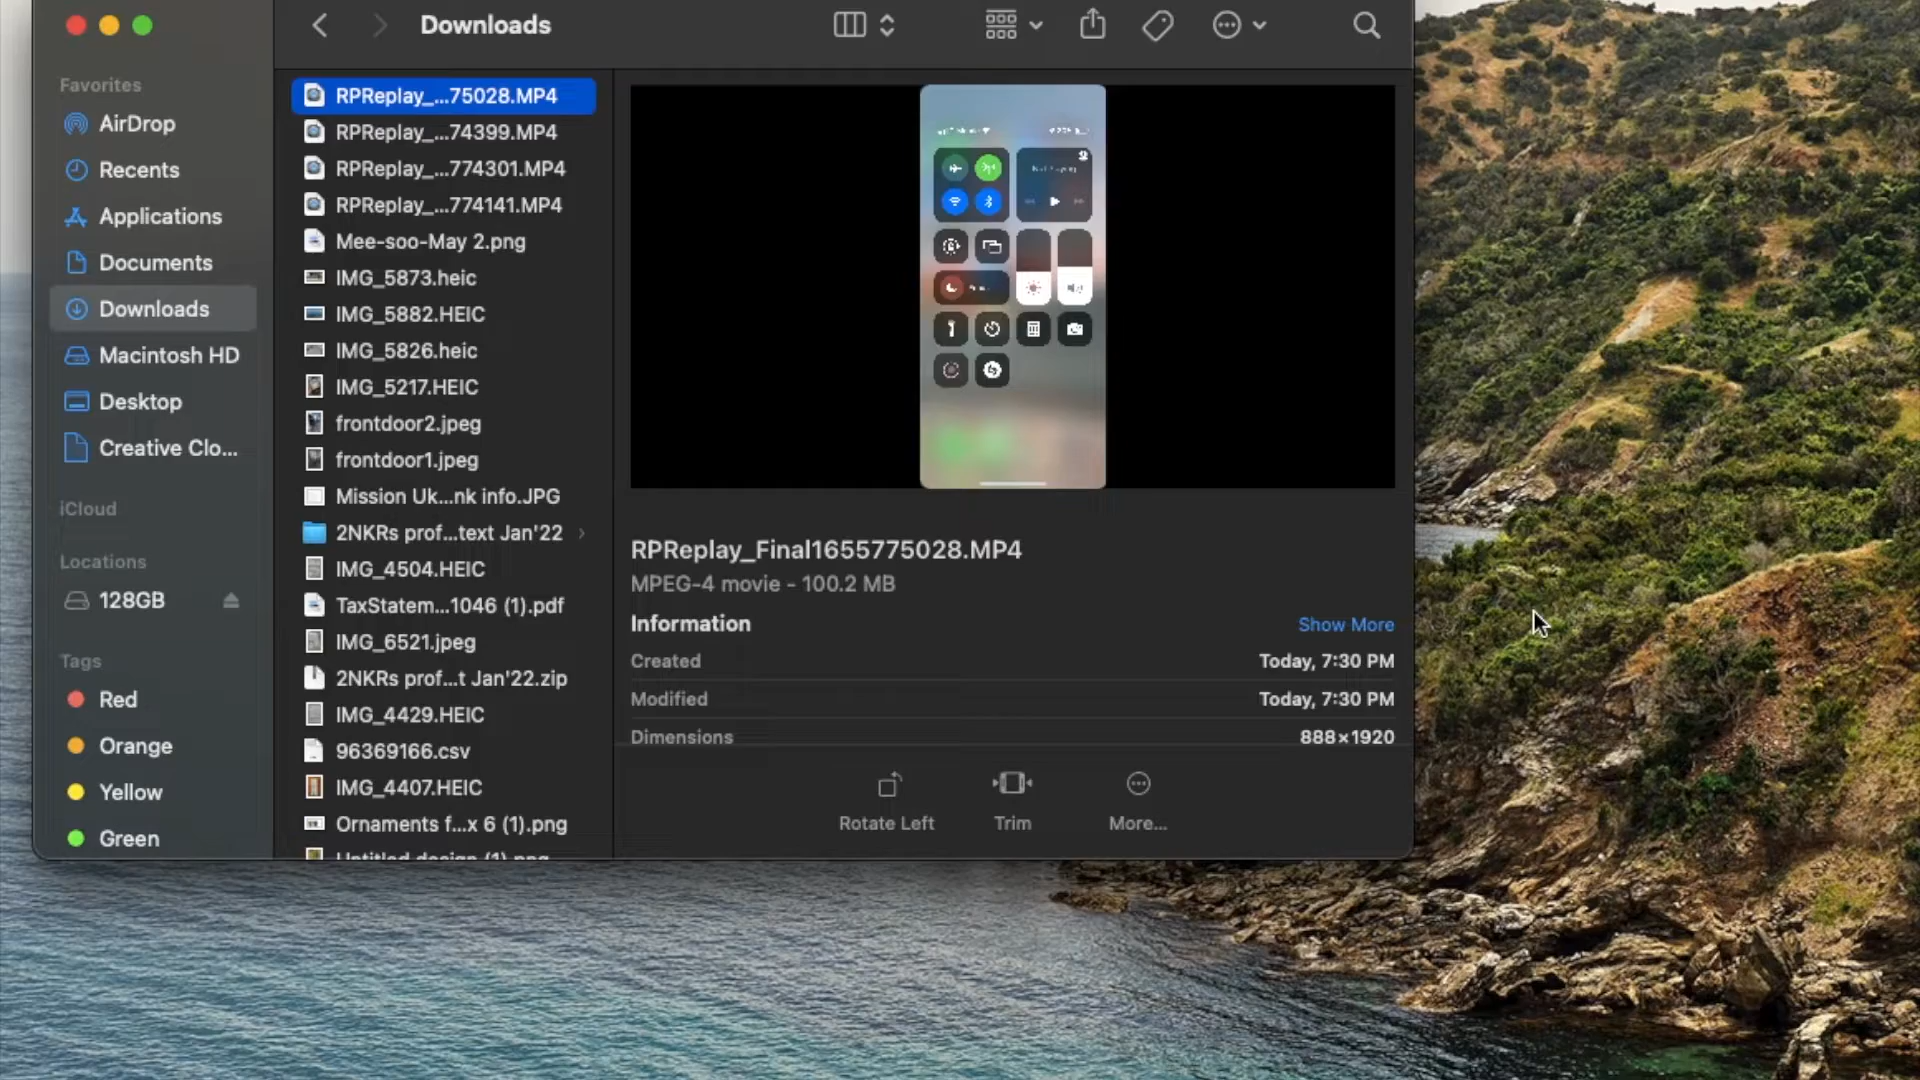 Downloads
Favorites
AirDrop
Recents
Applications
Documents
Downloads
Macintosh HD
Desktop
Creative Clo...
iCloud
Locations
128GB
Tags
Red
Orange
Yellow
Green
RPReplay_...75028.MP4
RPReplay_...74399.MP4
RPReplay_...774301.MP4
RPReplay_...774141.MP4
Mee-soo-May 2.png
IMG_5873.heic
IMG_5882.HEIC
IMG_5826.heic
IMG_5217.HEIC
frontdoor2.jpeg
frontdoor1.jpeg
Mission Uk...nk info.JPG
2NKRs prof...text Jan'22
IMG_4504.HEIC
TaxStatem...1046 (1).pdf
IMG_6521.jpeg
2NKRs prof...t Jan'22.zip
IMG_4429.HEIC
96369166.csv
IMG_4407.HEIC
Ornaments f...x 6 (1).png
Untitled design (1).png
RPReplay_Final1655775028.MP4
MPEG-4 movie - 100.2 MB
Information
Show More
Created
Today, 7:30 PM
Modified
Today, 7:30 PM
Dimensions
888×1920
Rotate Left
Trim
More...